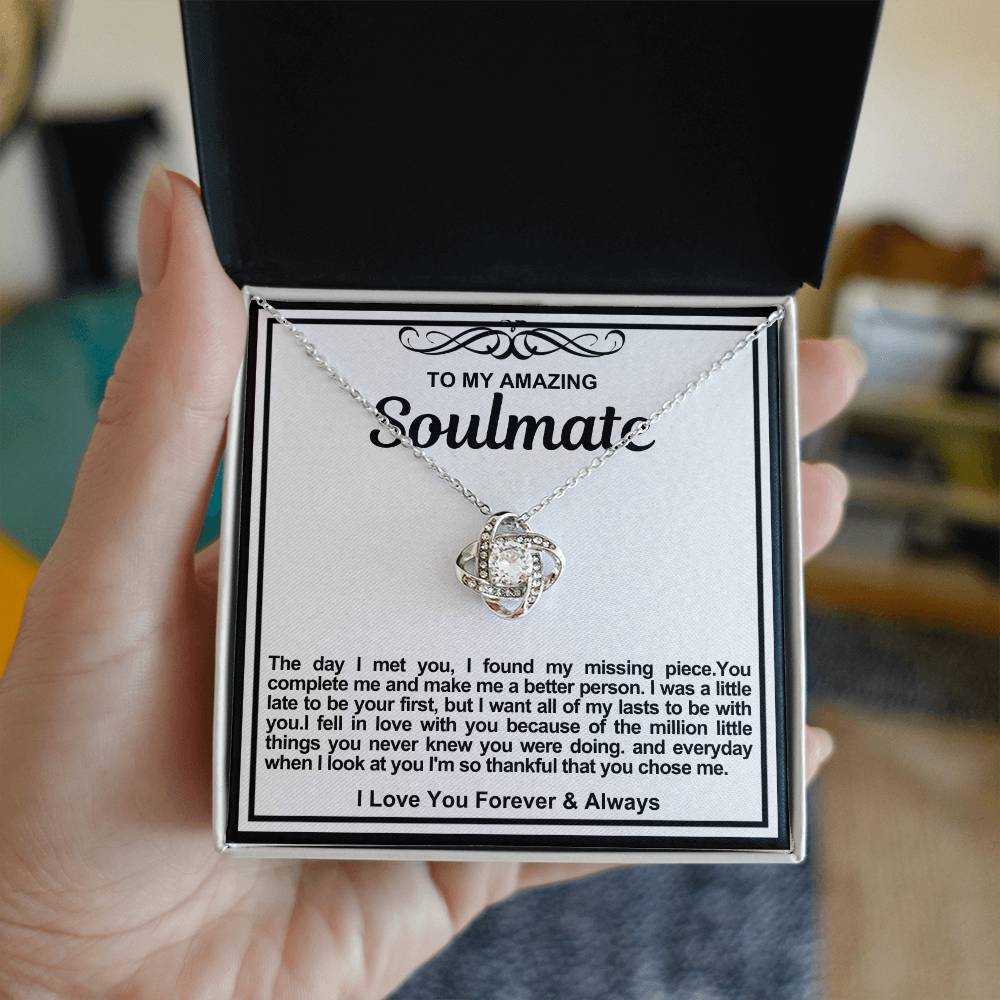 TO MY AMAZING
Soulmate
The day I met you, I found my missing piece.You
complete me and make me a better person. I was a little
late to be your first, but I want all of my lasts to be with
you.I fell in love with you because of the million little
things you never knew you were doing. and everyday
when I look at you I'm so thankful that you chose me.
I Love You Forever & Always